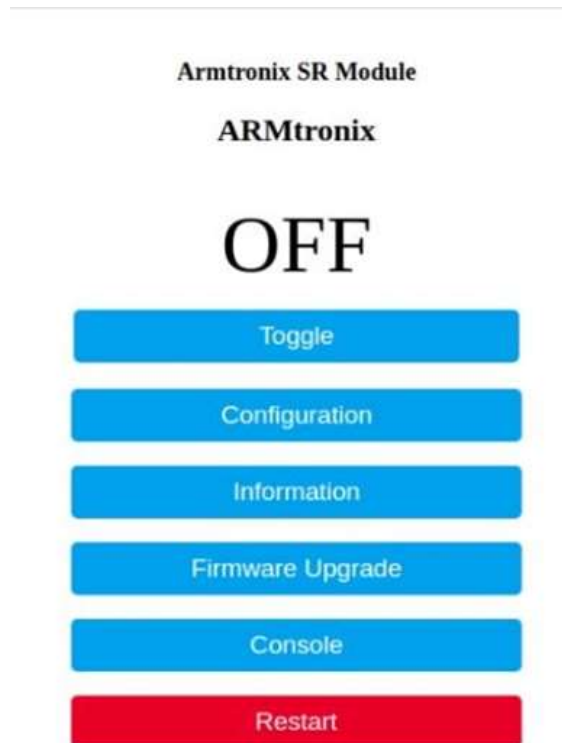 Armtronix SR Module
ARMtronix
OFF
Toggle
Configuration
Information
Firmware Upgrade
Console
Restart